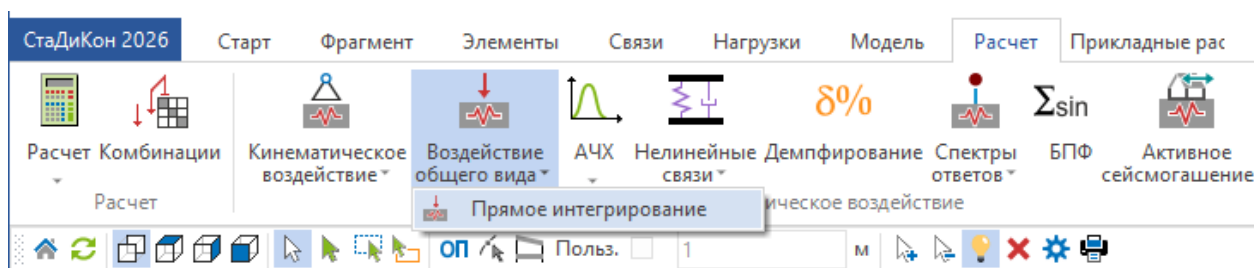 СтаДиКон 2026 Старт Фрагмент Элементы Связи Нагрузки Модель Расчет Прикладные рас
δ% Σsin
Расчет Комбинации Кинематическое воздействие Воздействие общего вида АЧХ Нелинейные связи Демпфирование Спектры ответов БПФ Активное сейсмогашение
Расчет ическое воздействие
Прямое интегрирование
ОП Польз. 1 м